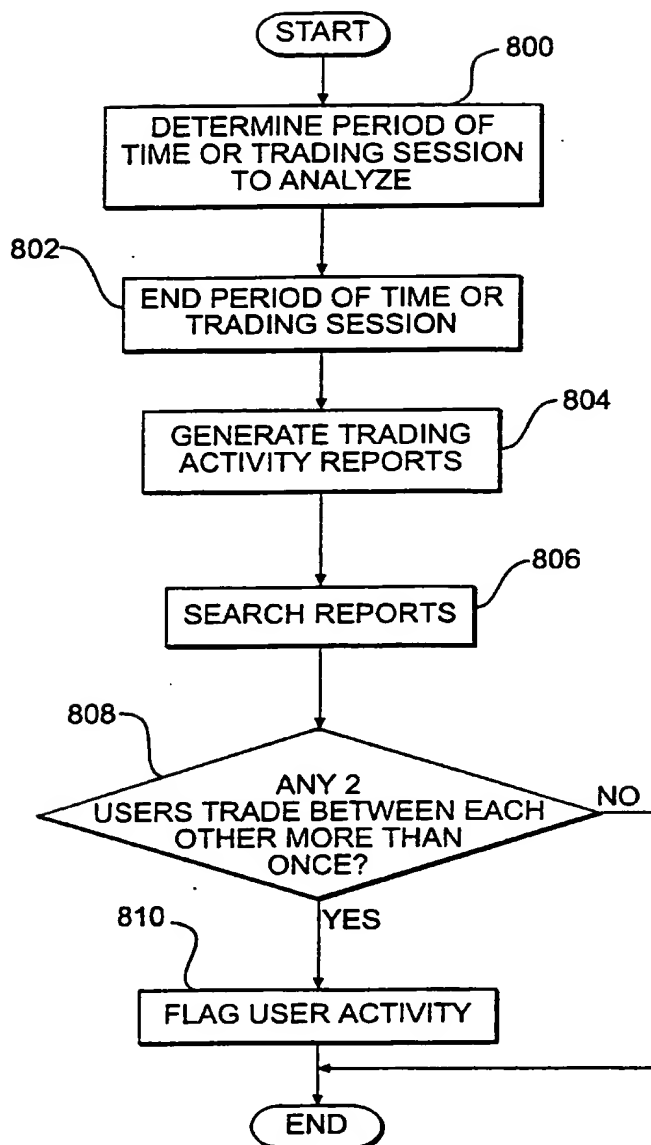 START
800
DETERMINE PERIOD OF
TIME OR TRADING SESSION
TO ANALYZE
802
END PERIOD OF TIME OR
TRADING SESSION
804
GENERATE TRADING
ACTIVITY REPORTS
806
SEARCH REPORTS
808
ANY 2
USERS TRADE BETWEEN EACH
OTHER MORE THAN
ONCE?
NO
YES
810
FLAG USER ACTIVITY
END